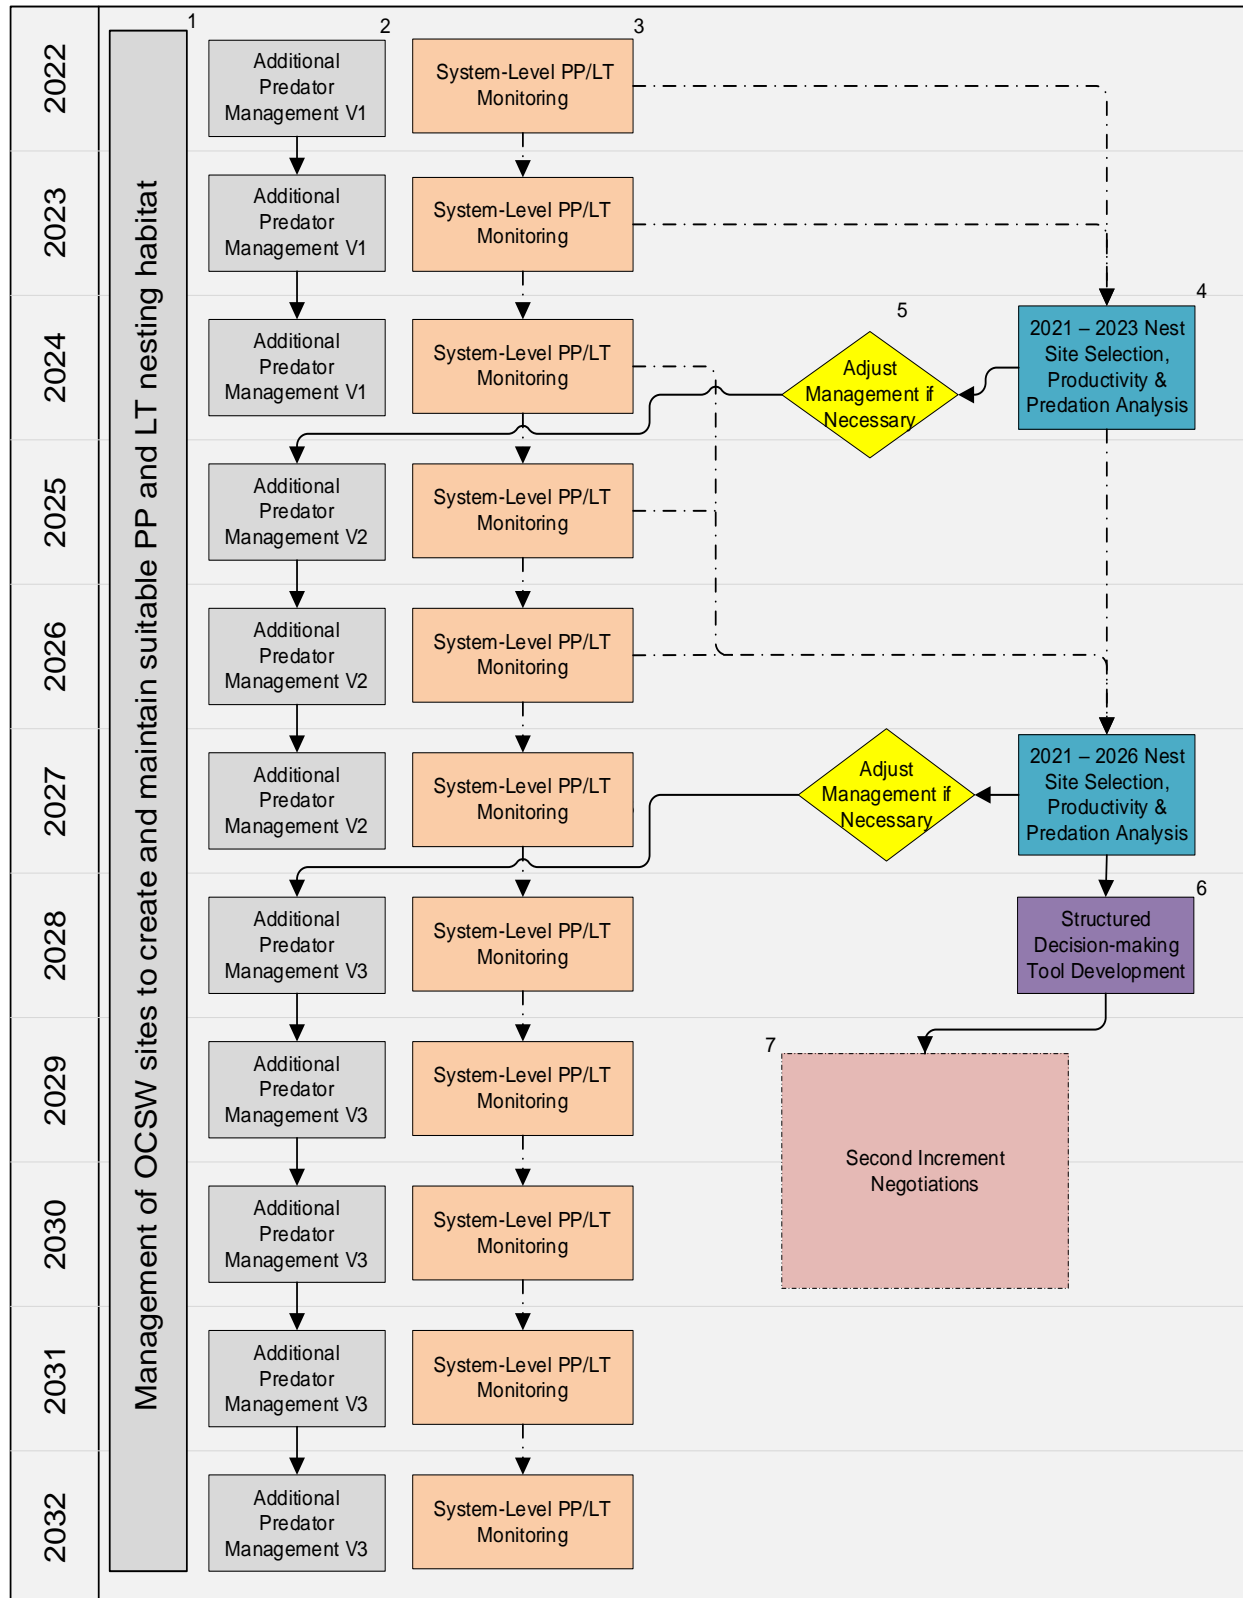 1
2
3
2022
Management of OCSW sites to create and maintain suitable PP and LT nesting habitat
Additional
Predator
Management V1
System-Level PP/LT
Monitoring
2023
Additional
Predator
Management V1
System-Level PP/LT
Monitoring
2024
Additional
Predator
Management V1
System-Level PP/LT
Monitoring
5
Adjust
Management if
Necessary
4
2021 – 2023 Nest
Site Selection,
Productivity &
Predation Analysis
2025
Additional
Predator
Management V2
System-Level PP/LT
Monitoring
2026
Additional
Predator
Management V2
System-Level PP/LT
Monitoring
2027
Additional
Predator
Management V2
System-Level PP/LT
Monitoring
Adjust
Management if
Necessary
2021 – 2026 Nest
Site Selection,
Productivity &
Predation Analysis
2028
Additional
Predator
Management V3
System-Level PP/LT
Monitoring
6
Structured
Decision-making
Tool Development
2029
Additional
Predator
Management V3
System-Level PP/LT
Monitoring
7
Second Increment
Negotiations
2030
Additional
Predator
Management V3
System-Level PP/LT
Monitoring
2031
Additional
Predator
Management V3
System-Level PP/LT
Monitoring
2032
Additional
Predator
Management V3
System-Level PP/LT
Monitoring